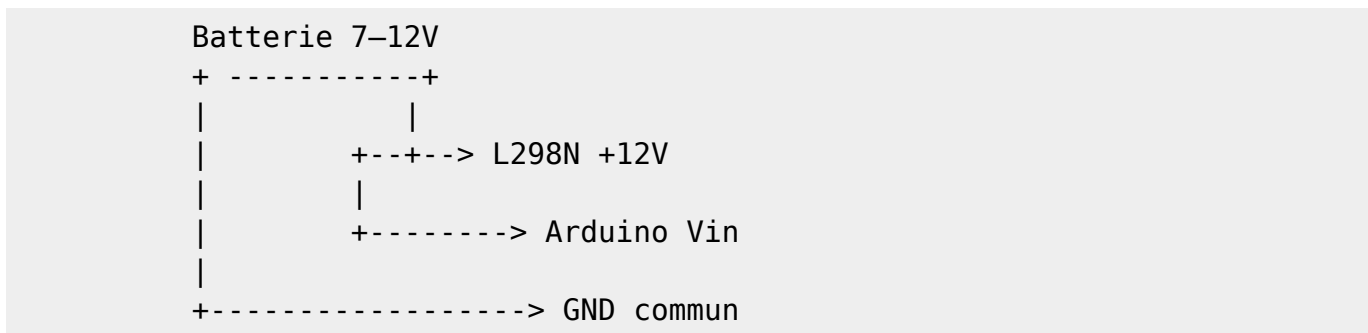 Batterie 7–12V
+ -----------+
|           |
|        +--+--> L298N +12V
|        |
|        +--------> Arduino Vin
|
+------------------> GND commun